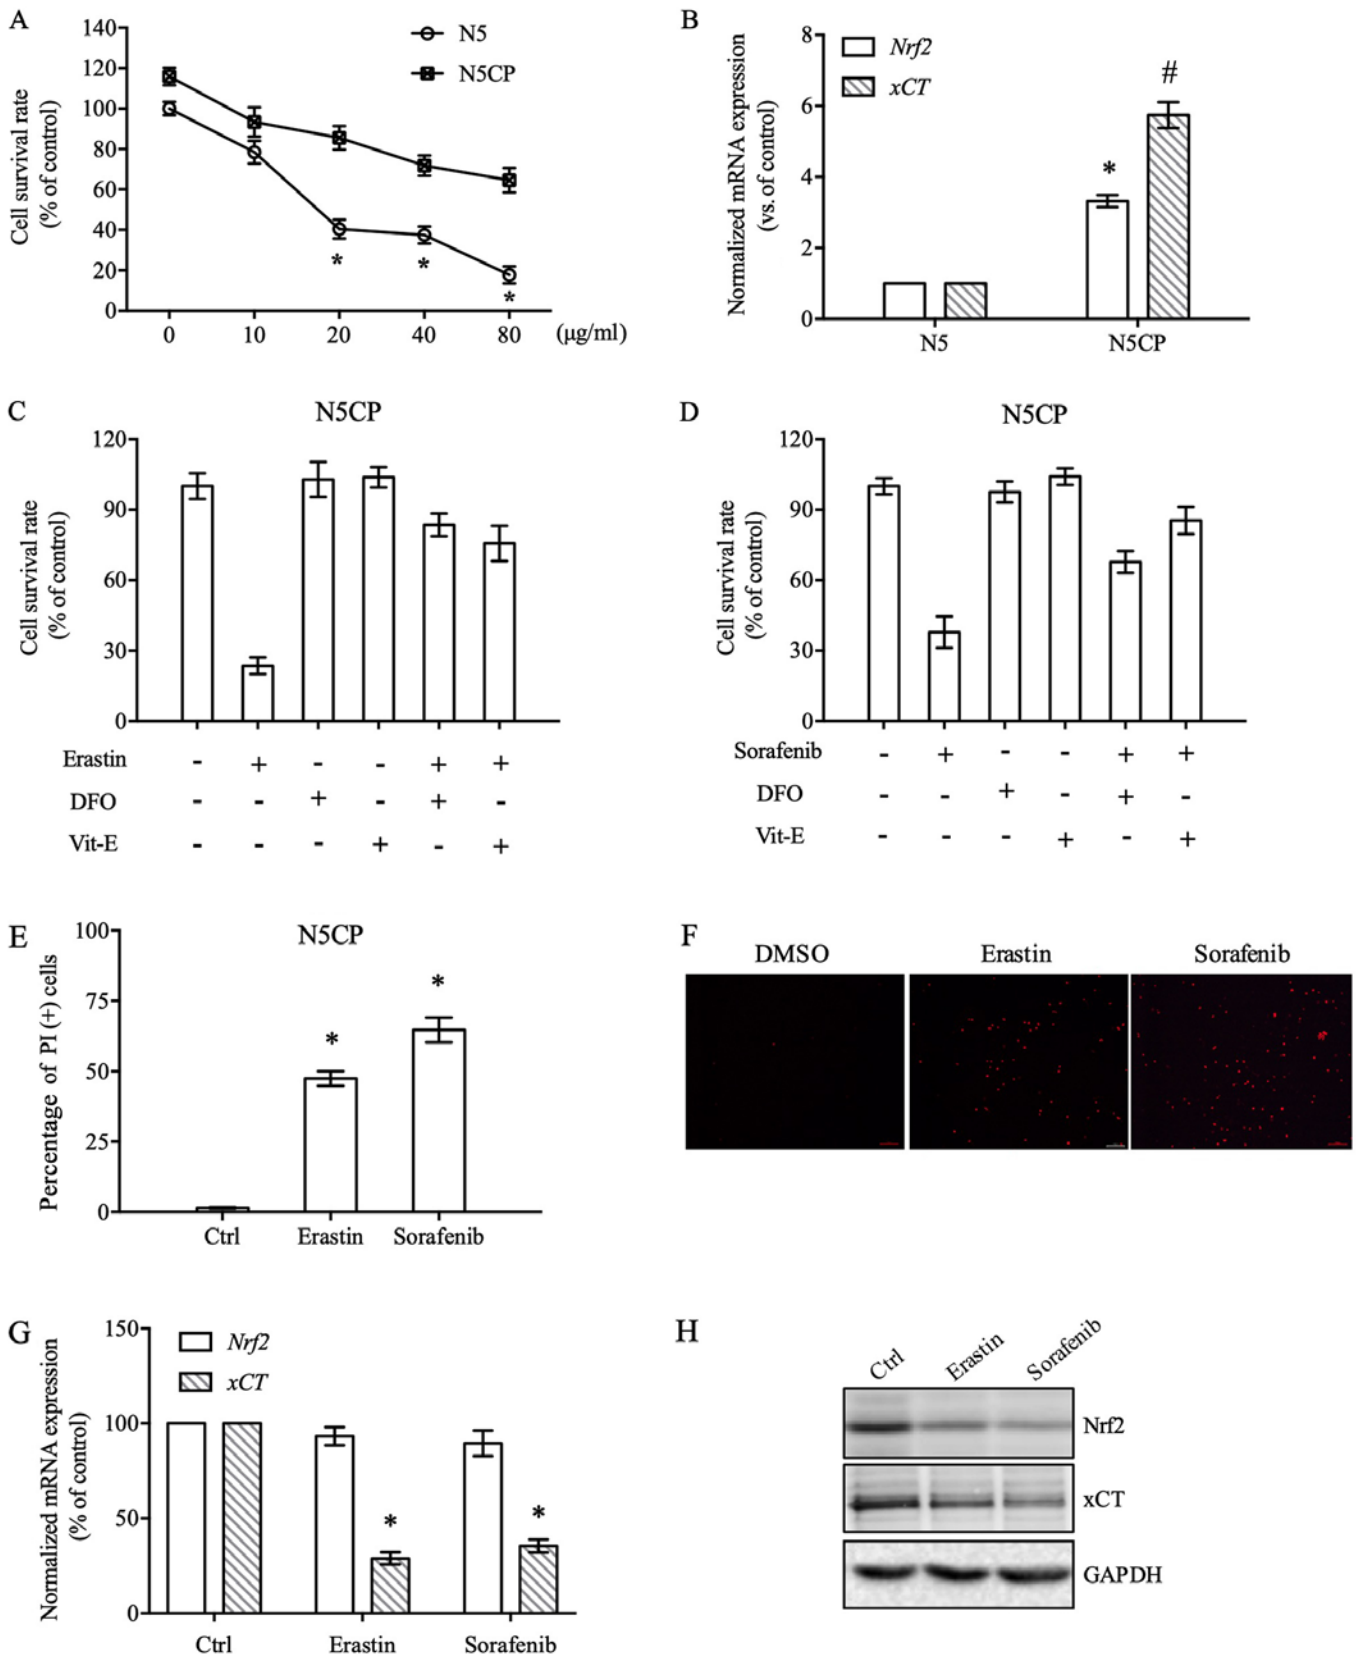 A
140
120
100
80
60
40
20
0
Cell survival rate
(% of control)
N5
N5CP
*
*
*
0 10 20 40 80 (µg/ml)
B
8
6
4
2
0
Normalized mRNA expression
(vs. of control)
Nrf2
xCT
*
#
N5 N5CP
C
N5CP
120
90
60
30
0
Cell survival rate
(% of control)
Erastin - + - - + +
DFO - - + - + -
Vit-E - - - + - +
D
N5CP
120
90
60
30
0
Cell survival rate
(% of control)
Sorafenib - + - - + +
DFO - - + - + -
Vit-E - - - + - +
E
N5CP
100
75
50
25
0
Percentage of PI (+) cells
*
*
Ctrl Erastin Sorafenib
F
DMSO Erastin Sorafenib
G
150
100
50
0
Normalized mRNA expression
(% of control)
Nrf2
xCT
*
*
Ctrl Erastin Sorafenib
H
Ctrl Erastin Sorafenib
Nrf2
xCT
GAPDH